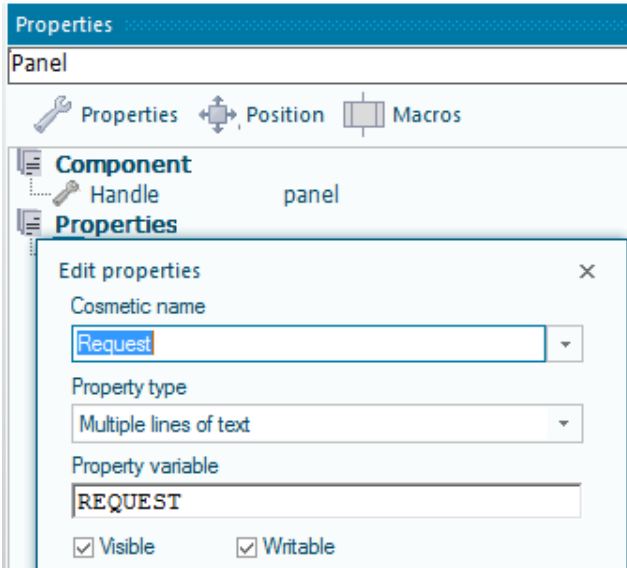 Properties
Panel
Properties Position Macros
Component
Handle panel
Properties
Edit properties
Cosmetic name
Request
Property type
Multiple lines of text
Property variable
REQUEST
Visible Writable